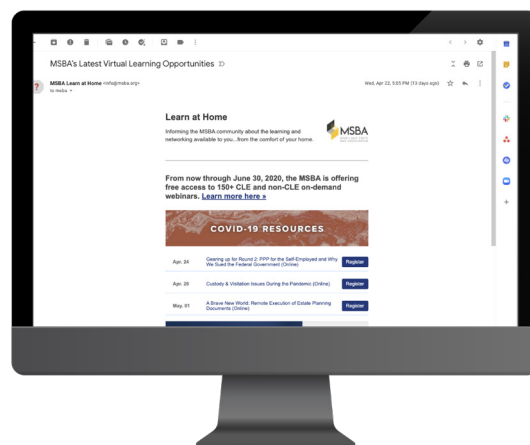 MSBA's Latest Virtual Learning Opportunities
MSBA Learn at Home <info@msba.org>
to msba
Wed, Apr 22, 5:05 PM (13 days ago)
Learn at Home
Informing the MSBA community about the learning and
networking available to you...from the comfort of your home.
MSBA
From now through June 30, 2020, the MSBA is offering
free access to 150+ CLE and non-CLE on-demand
webinars. Learn more here »
COVID-19 RESOURCES
Apr. 24
Gearing up for Round 2: PPP for the Self-Employed and Why
We Sued the Federal Government (Online)
Register
Apr. 28
Custody & Visitation Issues During the Pandemic (Online)
Register
May. 01
A Brave New World: Remote Execution of Estate Planning
Documents (Online)
Register